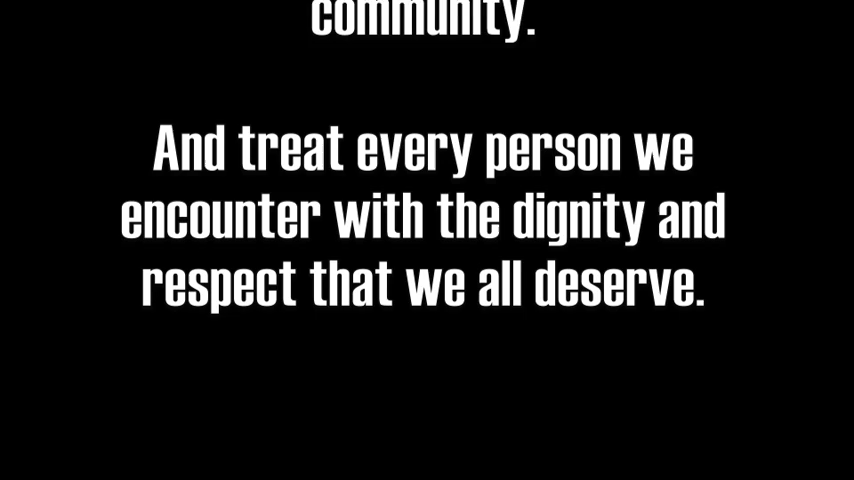 community.
And treat every person we
encounter with the dignity and
respect that we all deserve.